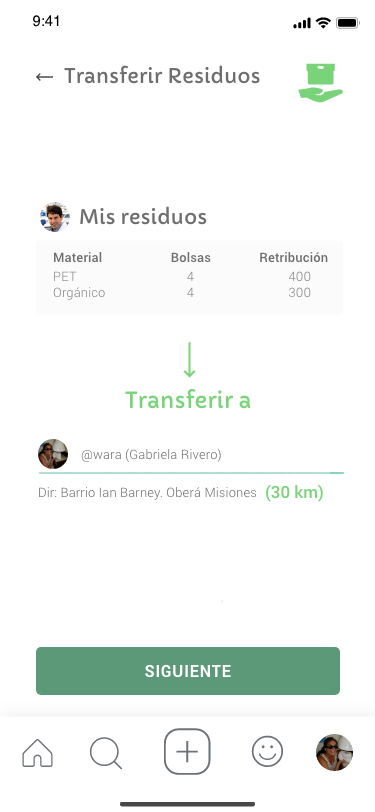 9:41
← Transferir Residuos
Mis residuos
Material Bolsas Retribución
PET 4 400
Orgánico 4 300
Transferir a
@wara (Gabriela Rivero)
Dir: Barrio Ian Barney. Oberá Misiones (30 km)
SIGUIENTE